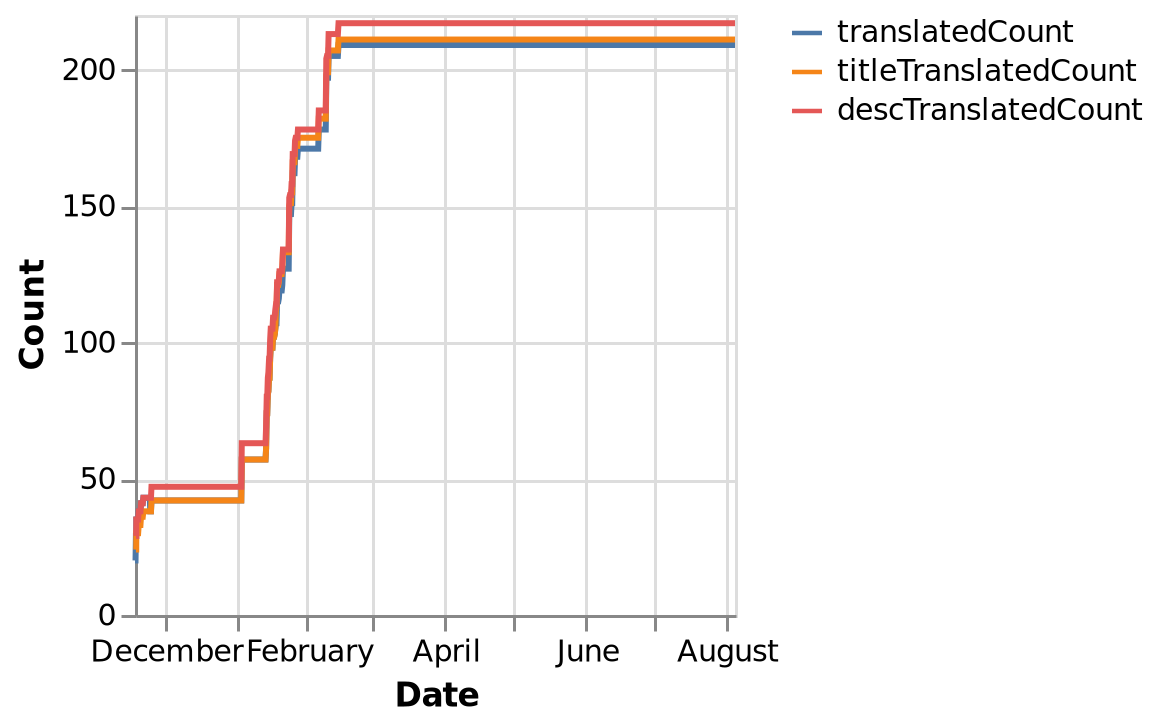 translatedCount
titleTranslatedCount
descTranslatedCount
200
150
100
50
0
Count
December February April June August
Date